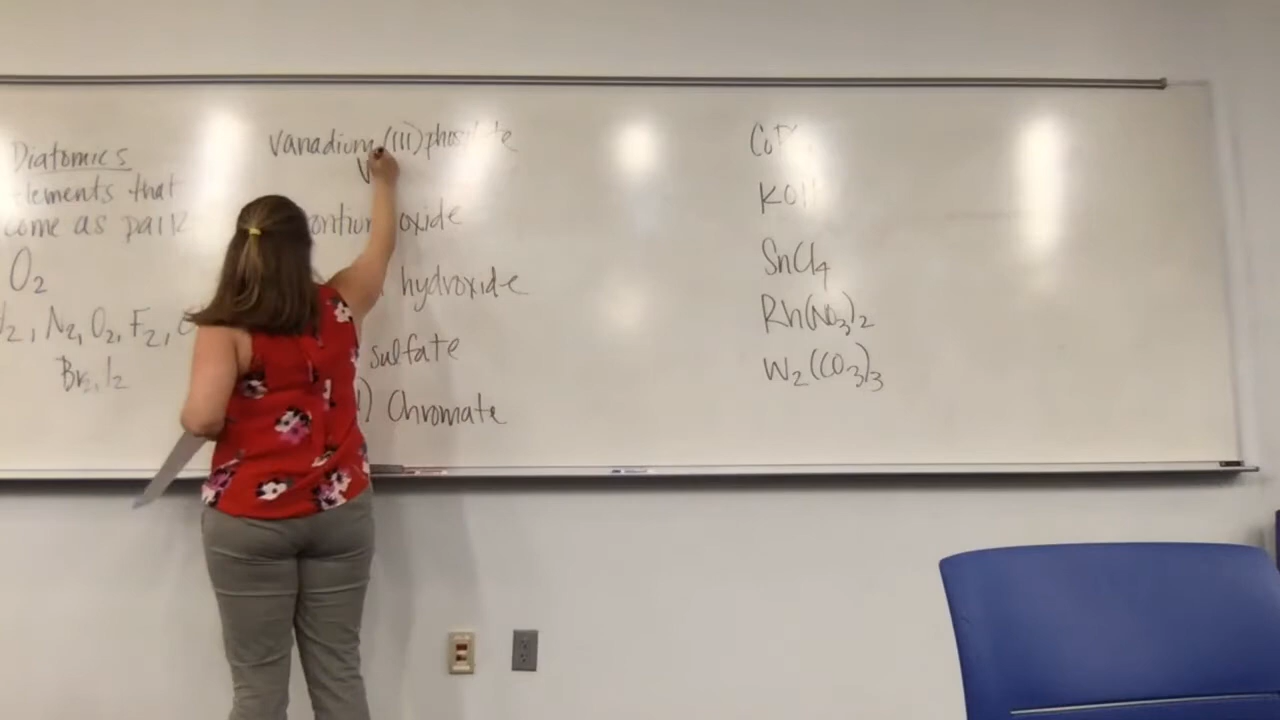 Diatomics
elements that
come as pair
O2
N2, O2, F2,
Br2, I2
vanadium (III) phosphate
V
oxide
hydroxide
sulfate
Chromate
KOH
SnCl4
Rh(NO3)2
W2(CO3)3